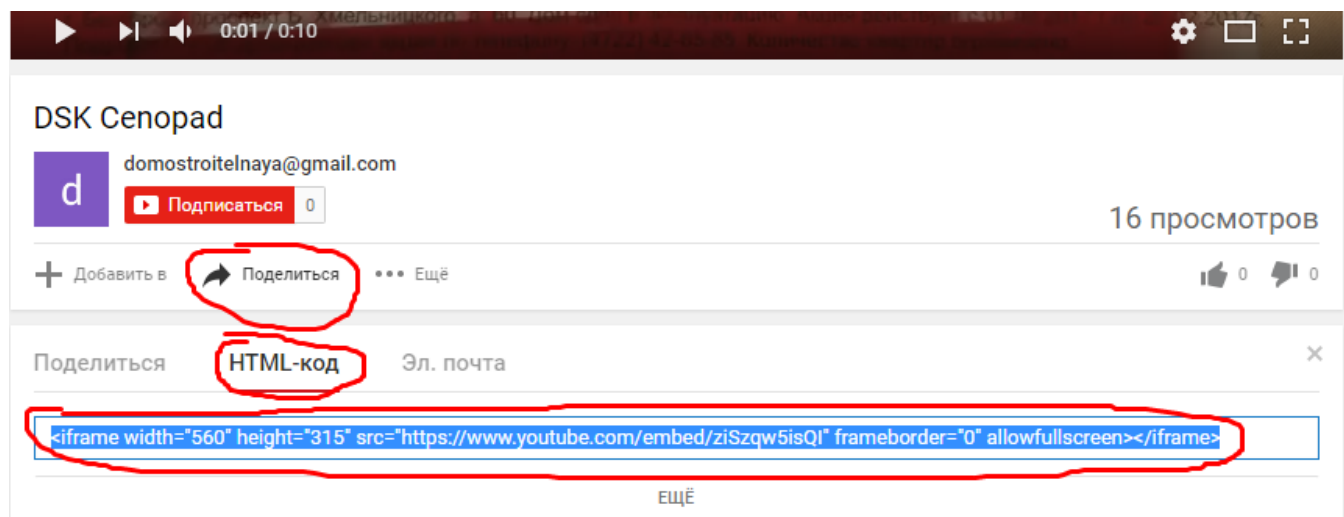 0:01 / 0:10
DSK Cenopad
d
domostroitelnaya@gmail.com
Подписаться 0
16 просмотров
Добавить в Поделиться ••• Ещё 0 0
Поделиться HTML-код Эл. почта ×
<iframe width="560" height="315" src="https://www.youtube.com/embed/ziSzqw5isQI" frameborder="0" allowfullscreen></iframe>
ЕЩЁ